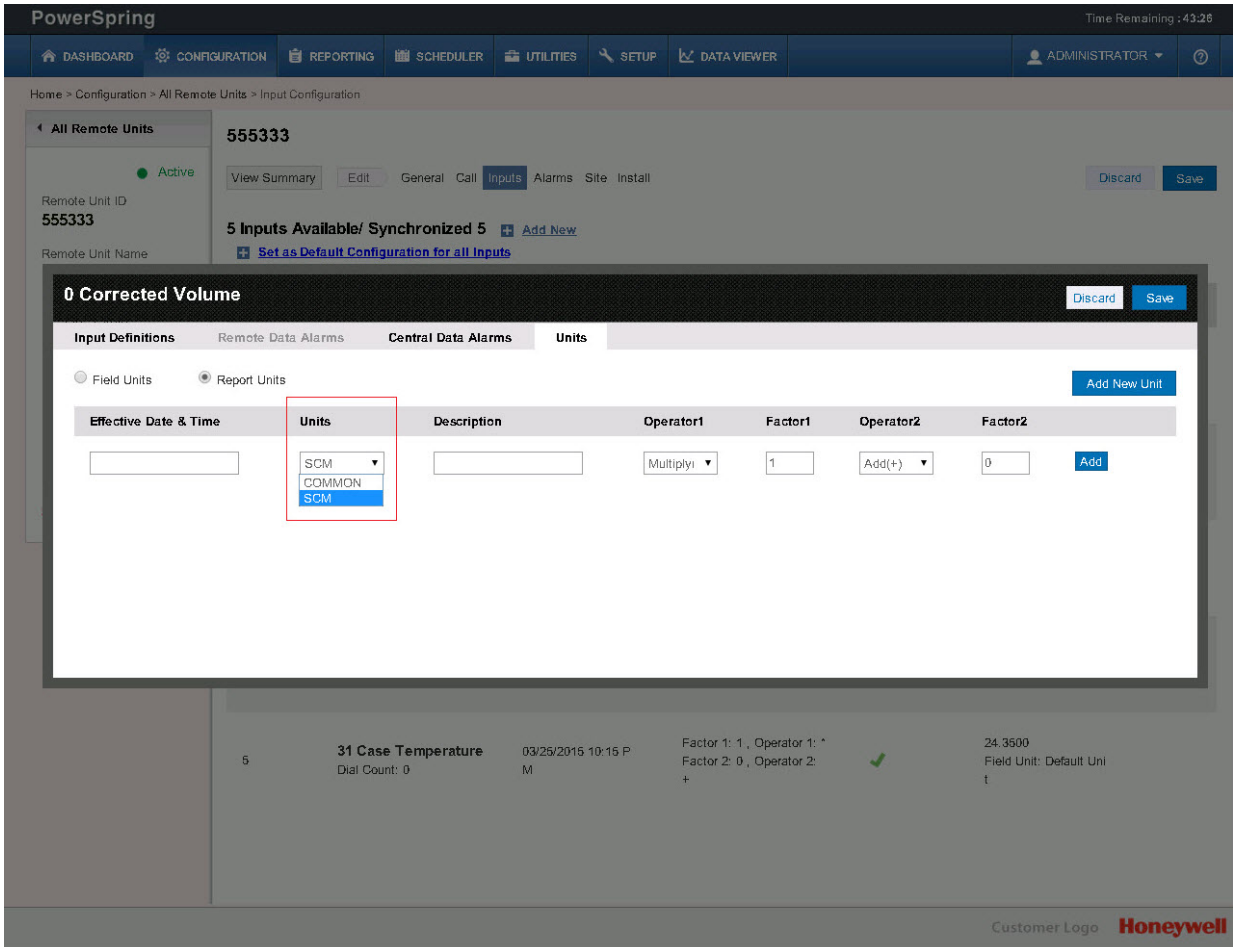 PowerSpring
Time Remaining : 43:26
DASHBOARD CONFIGURATION REPORTING SCHEDULER UTILITIES SETUP DATA VIEWER ADMINISTRATOR
Home > Configuration > All Remote Units > Input Configuration
All Remote Units
555333
Active
View Summary Edit General Call Inputs Alarms Site Install Discard Save
Remote Unit ID
555333
5 Inputs Available/ Synchronized 5 Add New
Remote Unit Name
Set as Default Configuration for all Inputs
0 Corrected Volume Discard Save
Input Definitions Remote Data Alarms Central Data Alarms Units
Field Units Report Units Add New Unit
Effective Date & Time Units Description Operator1 Factor1 Operator2 Factor2
SCM Multiplyi 1 Add(+) 0 Add
COMMON
SCM
5 31 Case Temperature 03/25/2015 10:15 P Factor 1: 1 , Operator 1: * 24.3500
Dial Count: 0 M Factor 2: 0 , Operator 2: Field Unit: Default Uni
+ t
Customer Logo Honeywell